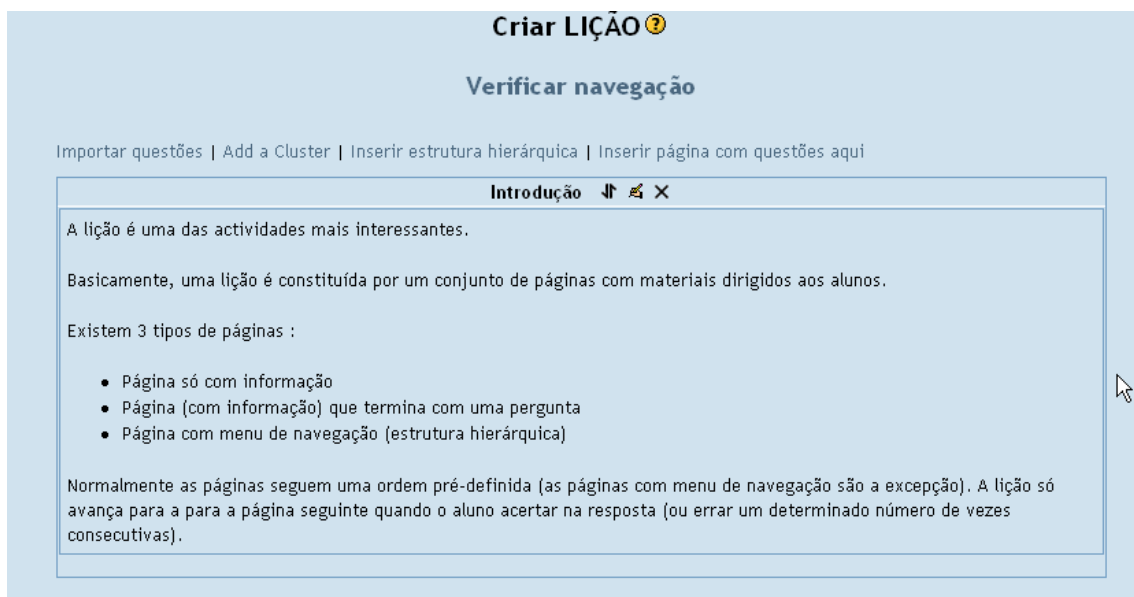 Criar LIÇÃO
Verificar navegação
Importar questões | Add a Cluster | Inserir estrutura hierárquica | Inserir página com questões aqui
Introdução
A lição é uma das actividades mais interessantes.
Basicamente, uma lição é constituída por um conjunto de páginas com materiais dirigidos aos alunos.
Existem 3 tipos de páginas :
• Página só com informação
• Página (com informação) que termina com uma pergunta
• Página com menu de navegação (estrutura hierárquica)
Normalmente as páginas seguem uma ordem pré-definida (as páginas com menu de navegação são a excepção). A lição só
avança para a para a página seguinte quando o aluno acertar na resposta (ou errar um determinado número de vezes
consecutivas).